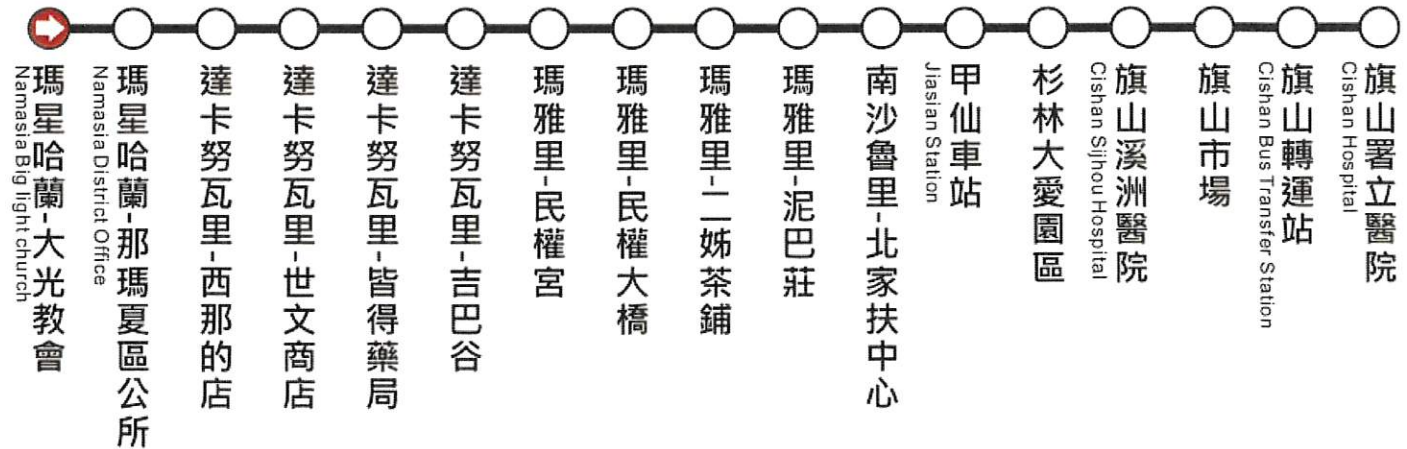 瑪星哈蘭-大光教會
Namasia Big light church
瑪星哈蘭-那瑪夏區公所
Namasia District Office
達卡努瓦里-西那的店
達卡努瓦里-世文商店
達卡努瓦里-皆得藥局
達卡努瓦里-吉巴谷
瑪雅里-民權宮
瑪雅里-民權大橋
瑪雅里-二姊茶鋪
瑪雅里-泥巴莊
南沙魯里-北家扶中心
甲仙車站
Jiasian Station
杉林大愛園區
旗山溪洲醫院
Cishan Sijhou Hospital
旗山市場
旗山轉運站
Cishan Bus Transfer Station
旗山署立醫院
Cishan Hospital